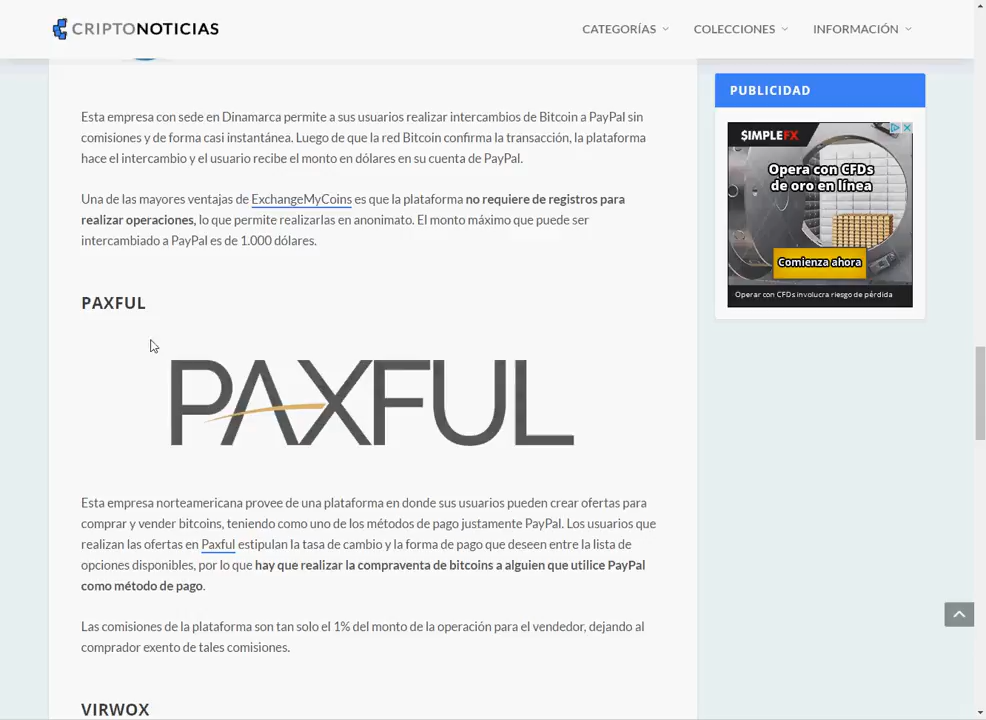 CRIPTONOTICIAS
CATEGORÍAS
COLECCIONES
INFORMACIÓN
Esta empresa con sede en Dinamarca permite a sus usuarios realizar intercambios de Bitcoin a PayPal sin
comisiones y de forma casi instantánea. Luego de que la red Bitcoin confirma la transacción, la plataforma
hace el intercambio y el usuario recibe el monto en dólares en su cuenta de PayPal.
Una de las mayores ventajas de ExchangeMyCoins es que la plataforma no requiere de registros para
realizar operaciones, lo que permite realizarlas en anonimato. El monto máximo que puede ser
intercambiado a PayPal es de 1.000 dólares.
PAXFUL
PAXFUL
Esta empresa norteamericana provee de una plataforma en donde sus usuarios pueden crear ofertas para
comprar y vender bitcoins, teniendo como uno de los métodos de pago justamente PayPal. Los usuarios que
realizan las ofertas en Paxful estipulan la tasa de cambio y la forma de pago que deseen entre la lista de
opciones disponibles, por lo que hay que realizar la compraventa de bitcoins a alguien que utilice PayPal
como método de pago.
Las comisiones de la plataforma son tan solo el 1% del monto de la operación para el vendedor, dejando al
comprador exento de tales comisiones.
VIRWOX
PUBLICIDAD
$IMPLEFX
Opera con CFDs
de oro en línea
Comienza ahora
Operar con CFDs involucra riesgo de pérdida